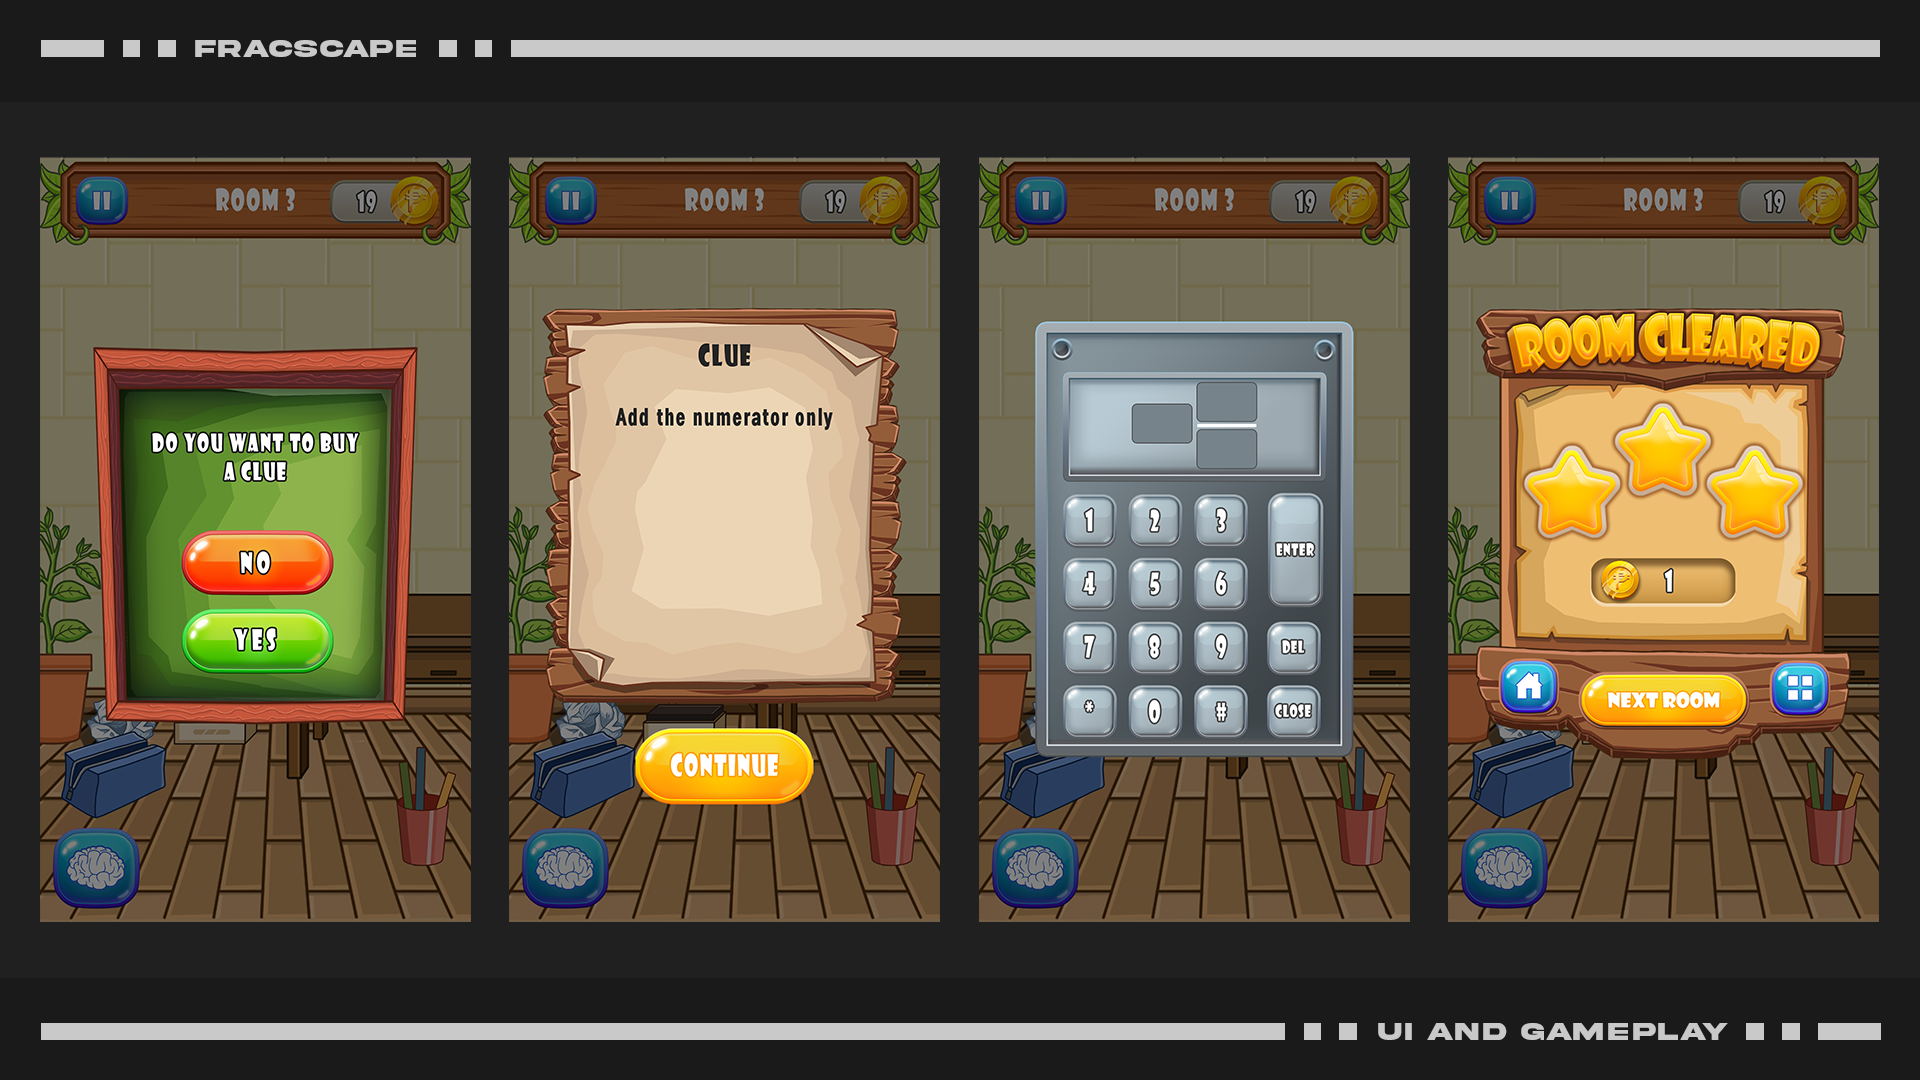 FRACSCAPE
ROOM 3
19
DO YOU WANT TO BUY
A CLUE
NO
YES
ROOM 3
19
CLUE
Add the numerator only
CONTINUE
ROOM 3
19
1 2 3
ENTER
4 5 6
7 8 9 DEL
* 0 # CLOSE
ROOM 3
19
ROOM CLEARED
1
NEXT ROOM
UI AND GAMEPLAY